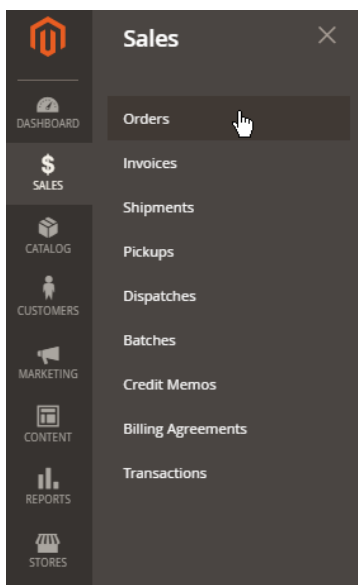 Sales
DASHBOARD
SALES
CATALOG
CUSTOMERS
MARKETING
CONTENT
REPORTS
STORES
Orders
Invoices
Shipments
Pickups
Dispatches
Batches
Credit Memos
Billing Agreements
Transactions